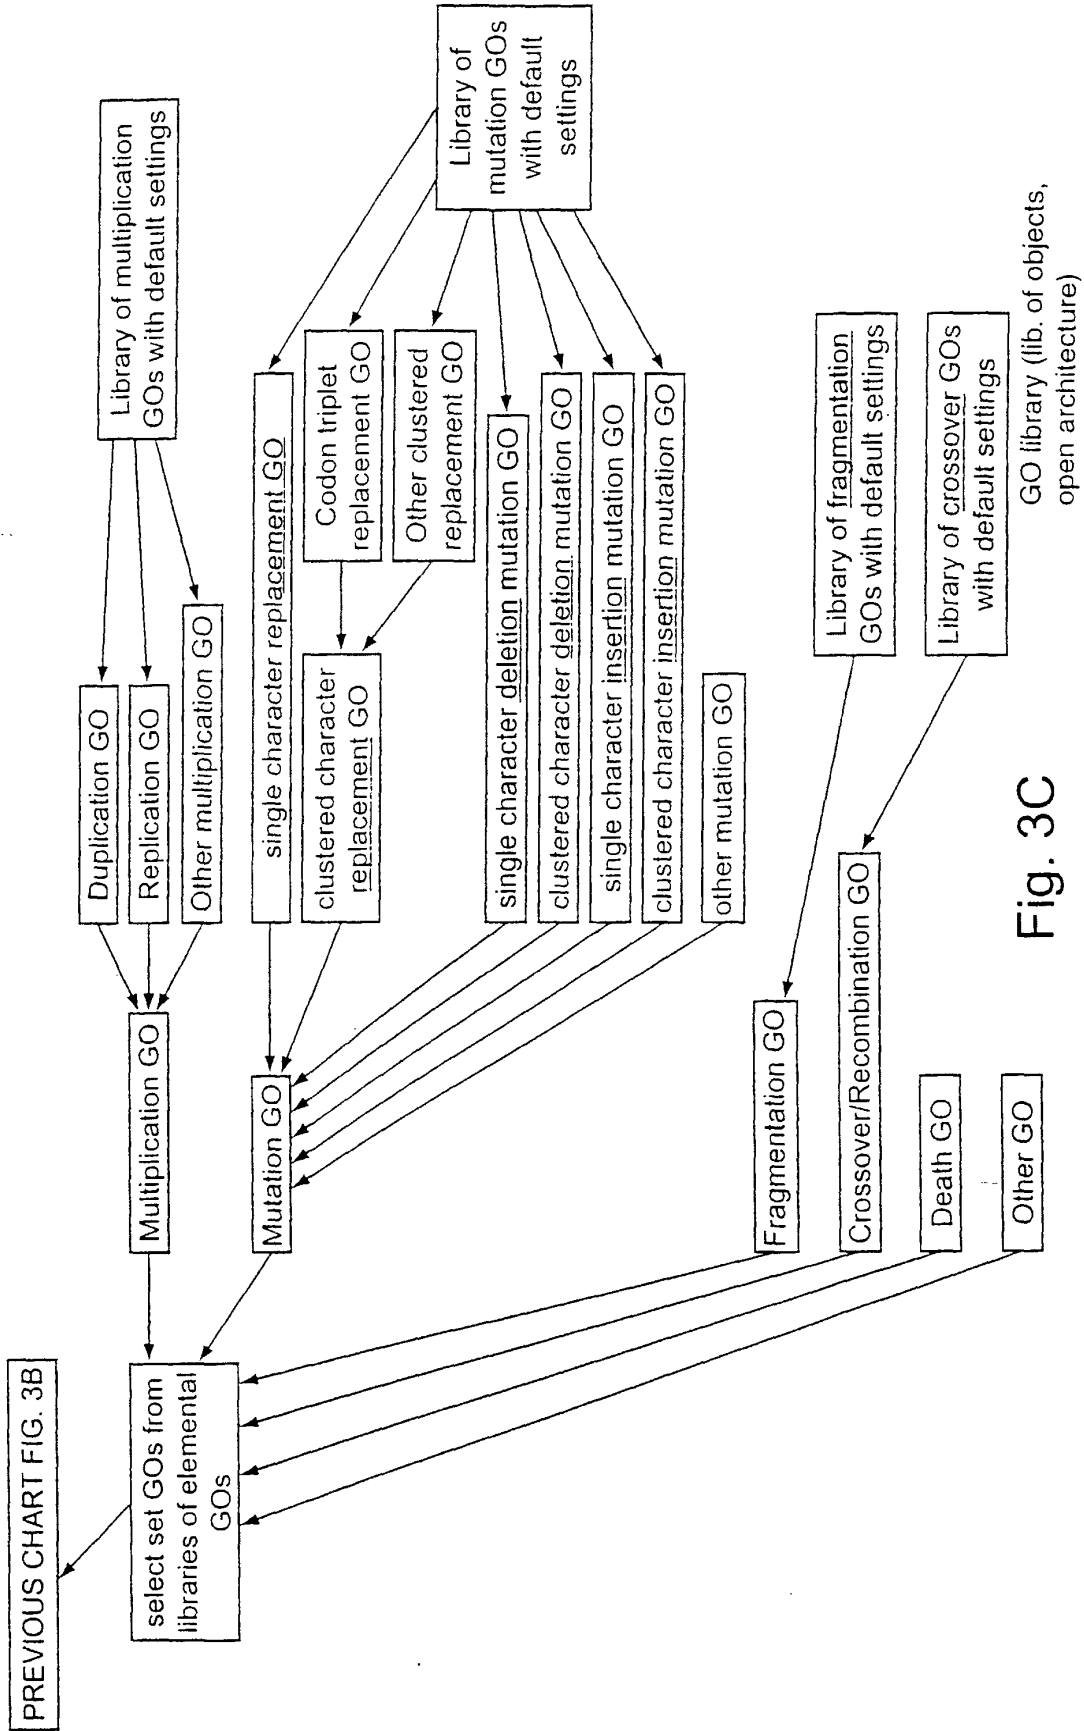 PREVIOUS CHART FIG. 3B
select set GOs from
libraries of elemental
GOs
Multiplication GO
Duplication GO
Replication GO
Other multiplication GO
Library of multiplication
GOs with default settings
Mutation GO
single character replacement GO
clustered character
replacement GO
Codon triplet
replacement GO
Other clustered
replacement GO
single character deletion mutation GO
clustered character deletion mutation GO
single character insertion mutation GO
clustered character insertion mutation GO
other mutation GO
Library of
mutation GOs
with default
settings
Fragmentation GO
Library of fragmentation
GOs with default settings
Crossover/Recombination GO
Library of crossover GOs
with default settings
Death GO
Other GO
GO library (lib. of objects,
open architecture)
Fig. 3C